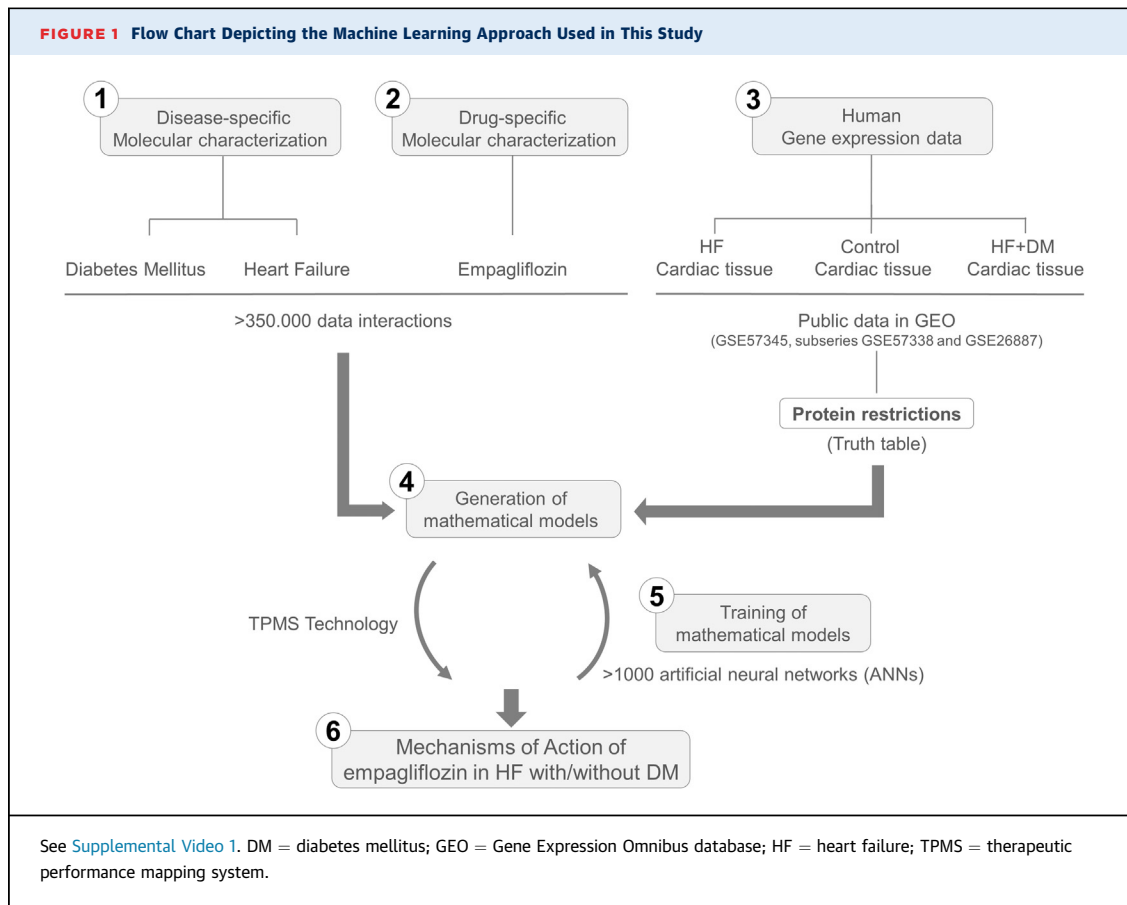 FIGURE 1 Flow Chart Depicting the Machine Learning Approach Used in This Study
1
Disease-specific
Molecular characterization
2
Drug-specific
Molecular characterization
3
Human
Gene expression data
Diabetes Mellitus
Heart Failure
Empagliflozin
HF
Cardiac tissue
Control
Cardiac tissue
HF+DM
Cardiac tissue
>350.000 data interactions
Public data in GEO
(GSE57345, subseries GSE57338 and GSE26887)
Protein restrictions
(Truth table)
4
Generation of
mathematical models
TPMS Technology
5
Training of
mathematical models
>1000 artificial neural networks (ANNs)
6
Mechanisms of Action of
empagliflozin in HF with/without DM
See Supplemental Video 1. DM = diabetes mellitus; GEO = Gene Expression Omnibus database; HF = heart failure; TPMS = therapeutic
performance mapping system.